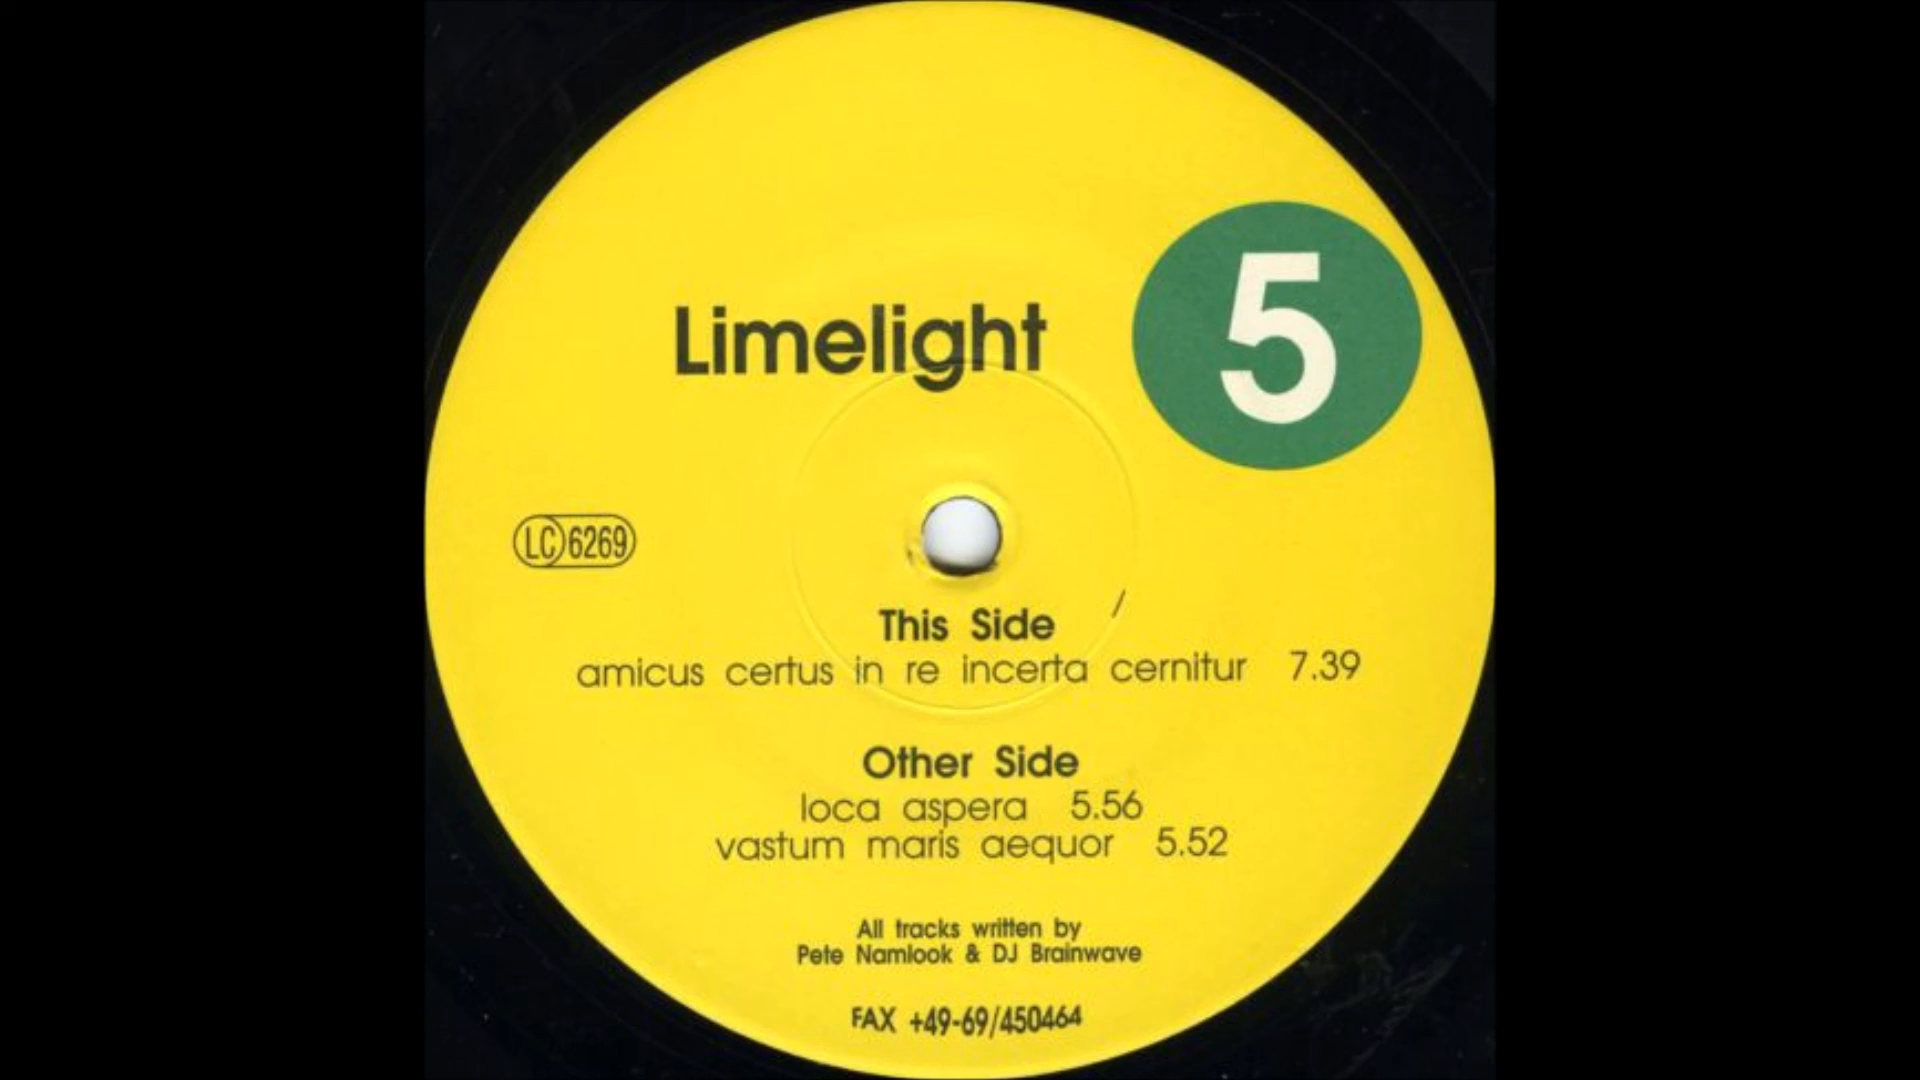 Limelight
5
LC 6269
This Side
amicus certus in re incerta cernitur 7.39
Other Side
loca aspera 5.56
vastum maris aequor 5.52
All tracks written by
Pete Namlook & DJ Brainwave
FAX +49-69/450464